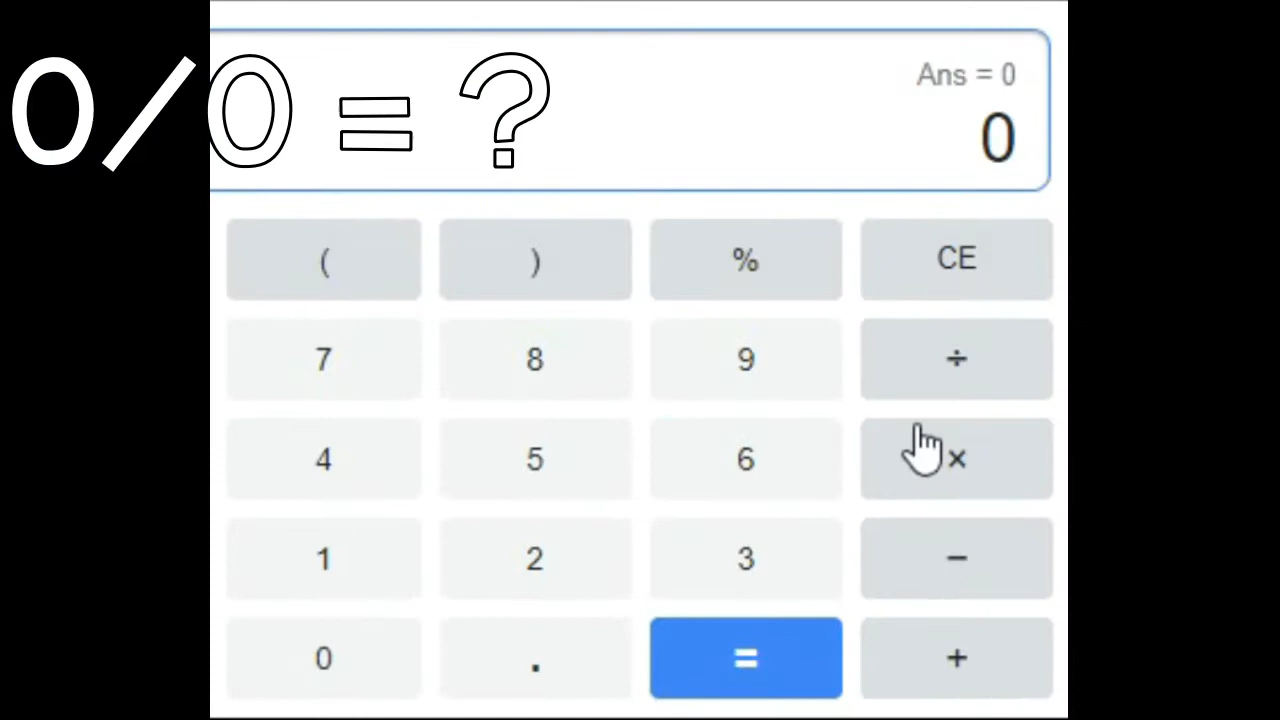 0/0 = ?
Ans = 0
0
( ) % CE
7 8 9 ÷
4 5 6 ×
1 2 3 −
0 . = +